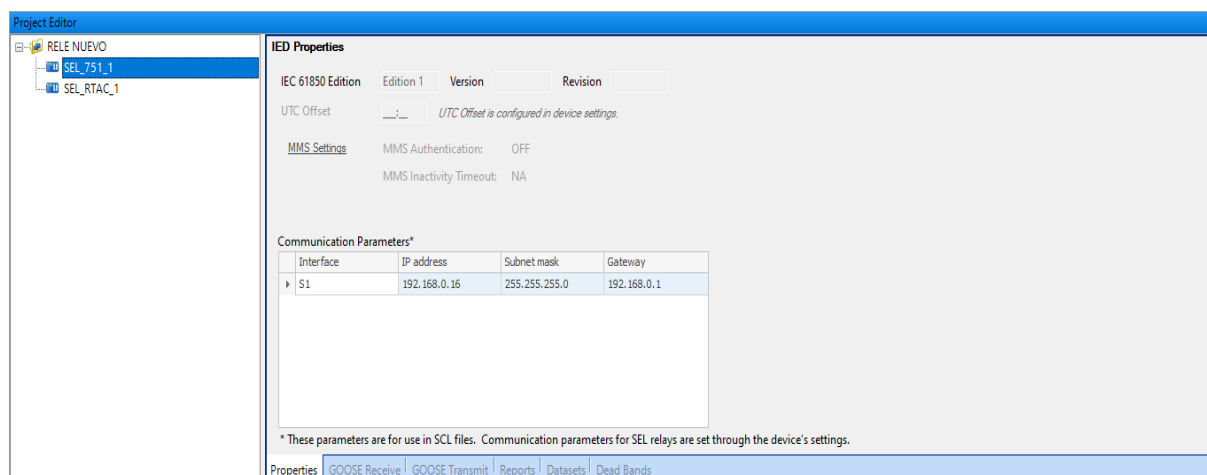 Project Editor
RELE NUEVO
SEL_751_1
SEL_RTAC_1
IED Properties
IEC 61850 Edition Edition 1 Version Revision
UTC Offset __:__ UTC Offset is configured in device settings.
MMS Settings MMS Authentication: OFF
MMS Inactivity Timeout: NA
Communication Parameters*
Interface IP address Subnet mask Gateway
S1 192.168.0.16 255.255.255.0 192.168.0.1
* These parameters are for use in SCL files. Communication parameters for SEL relays are set through the device's settings.
Properties GOOSE Receive GOOSE Transmit Reports Datasets Dead Bands